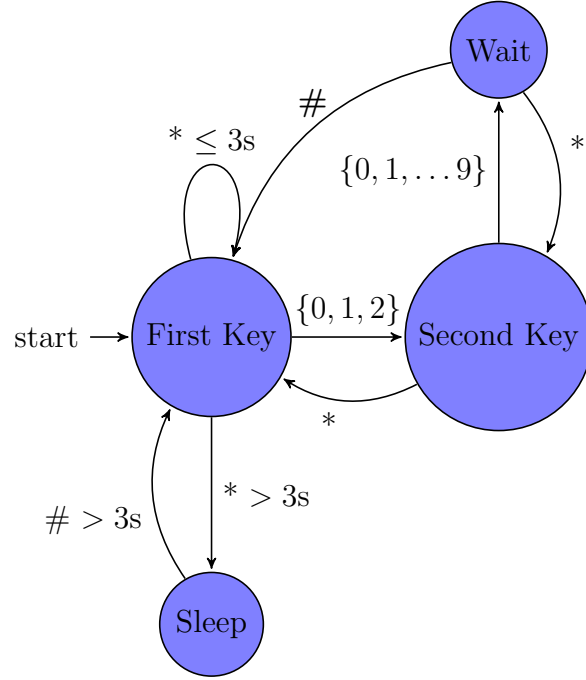 Wait
#
* ≤ 3s
*
{0, 1, … 9}
{0, 1, 2}
start
First Key
Second Key
*
* > 3s
# > 3s
Sleep